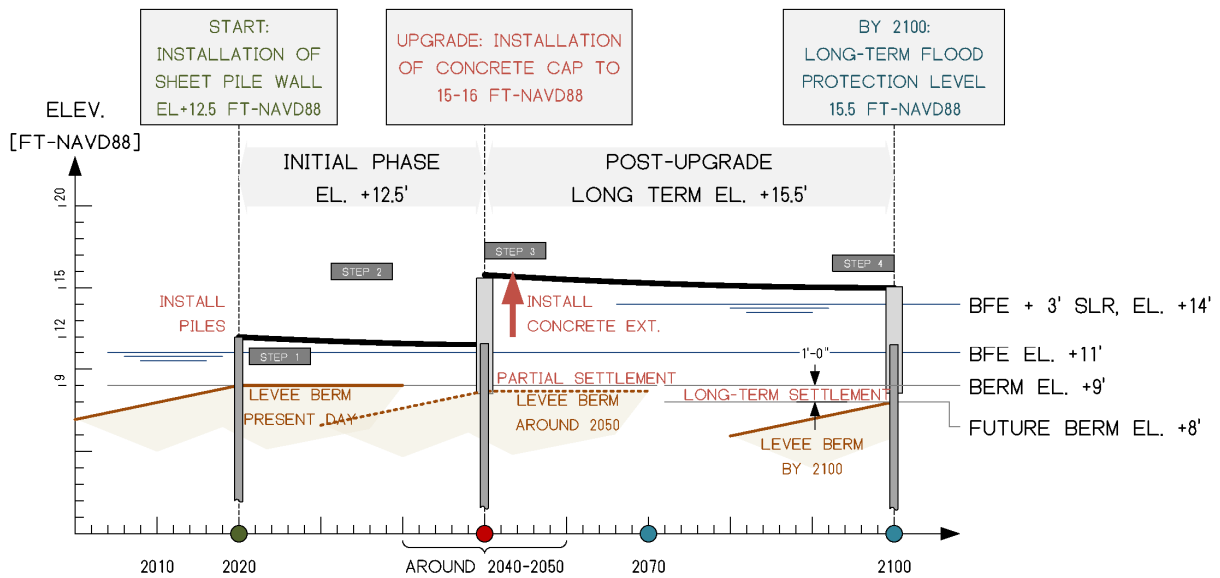 START:
INSTALLATION OF
SHEET PILE WALL
EL+12.5 FT-NAVD88
UPGRADE: INSTALLATION
OF CONCRETE CAP TO
15-16 FT-NAVD88
BY 2100:
LONG-TERM FLOOD
PROTECTION LEVEL
15.5 FT-NAVD88
ELEV.
[FT-NAVD88]
INITIAL PHASE
EL. +12.5'
POST-UPGRADE
LONG TERM EL. +15.5'
20
15
12
9
STEP 3
STEP 2
STEP 4
INSTALL
PILES
INSTALL
CONCRETE EXT.
BFE + 3' SLR, EL. +14'
STEP 1
1'-0"
BFE EL. +11'
PARTIAL SETTLEMENT
BERM EL. +9'
LEVEE BERM
PRESENT DAY
LEVEE BERM
AROUND 2050
LONG-TERM SETTLEMENT
FUTURE BERM EL. +8'
LEVEE BERM
BY 2100
2010
2020
AROUND 2040-2050
2070
2100